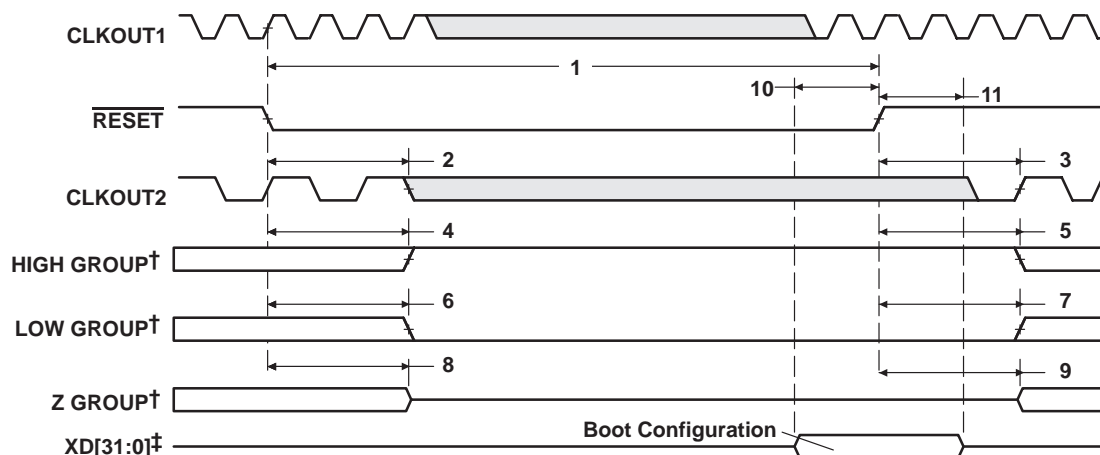 CLKOUT1
1
10
11
RESET
2
3
CLKOUT2
4
5
HIGH GROUP†
6
7
LOW GROUP†
8
9
Z GROUP†
Boot Configuration
XD[31:0]‡